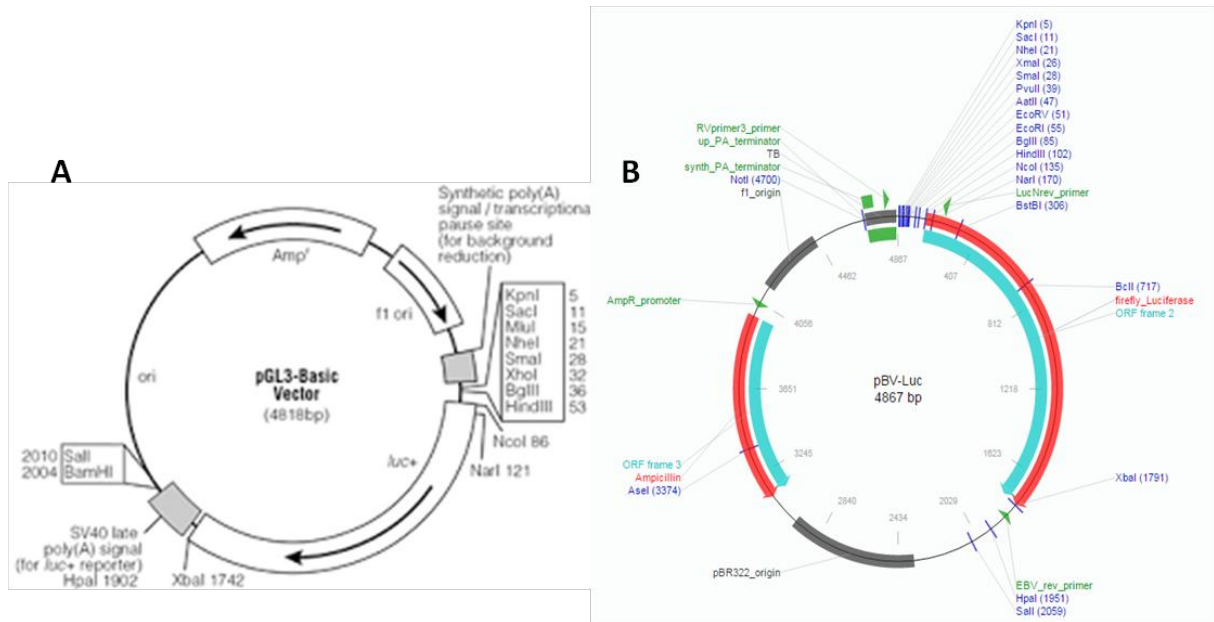 A
Synthetic poly(A)
signal / transcriptiona
pause site
(for background
reduction)
Ampʳ
f1 ori
KpnI 5
SacI 11
MluI 15
NheI 21
SmaI 28
XhoI 32
BglII 36
HindIII 53
ori
pGL3-Basic
Vector
(4818bp)
NcoI 86
NarI 121
luc+
2010 SalI
2004 BamHI
SV40 late
poly(A) signal
(for luc+ reporter)
HpaI 1902
XbaI 1742
B
KpnI (5)
SacI (11)
NheI (21)
XmaI (26)
SmaI (28)
PvuII (39)
AatII (47)
EcoRV (51)
EcoRI (55)
BglII (85)
HindIII (102)
NcoI (135)
NarI (170)
LucNrev_primer
BstBI (306)
RVprimer3_primer
up_PA_terminator
TB
synth_PA_terminator
NotI (4700)
f1_origin
4462
4867
407
BclI (717)
firefly_Luciferase
ORF frame 2
AmpR_promoter
4056
812
pBV-Luc
4867 bp
3651
1218
ORF frame 3
Ampicillin
AseI (3374)
3245
1623
XbaI (1791)
2840
2434
2029
pBR322_origin
EBV_rev_primer
HpaI (1951)
SalI (2059)